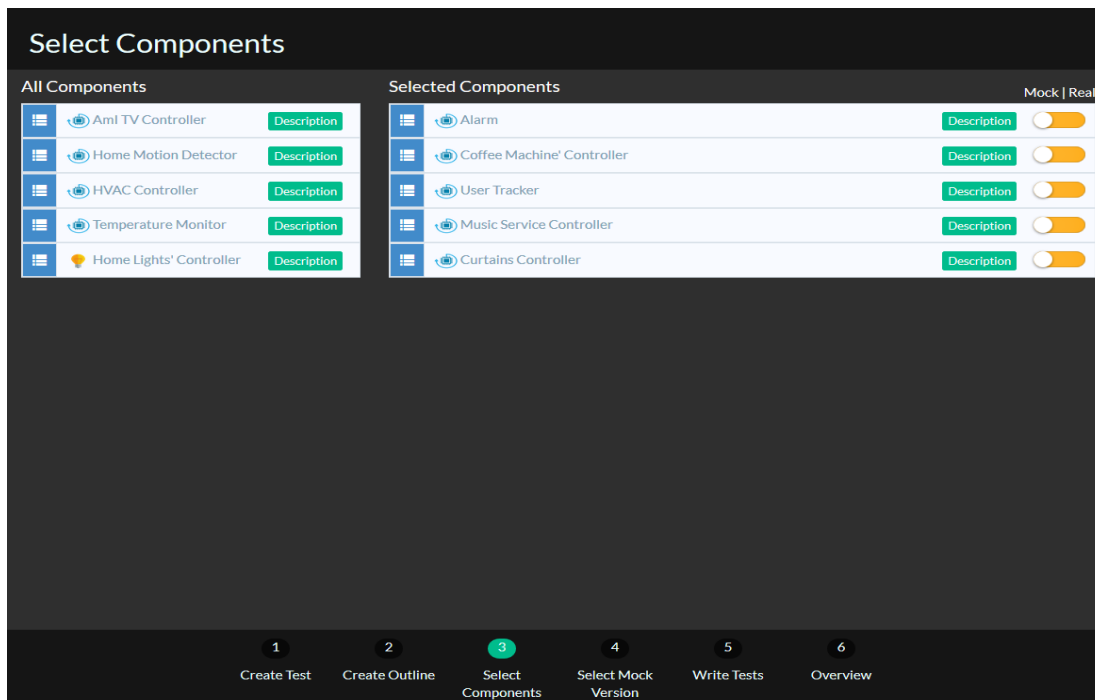 Select Components
All Components
AmI TV Controller Description
Home Motion Detector Description
HVAC Controller Description
Temperature Monitor Description
Home Lights' Controller Description
Selected Components
Mock | Real
Alarm Description
Coffee Machine' Controller Description
User Tracker Description
Music Service Controller Description
Curtains Controller Description
1 2 3 4 5 6
Create Test Create Outline Select Select Mock Write Tests Overview
Components Version